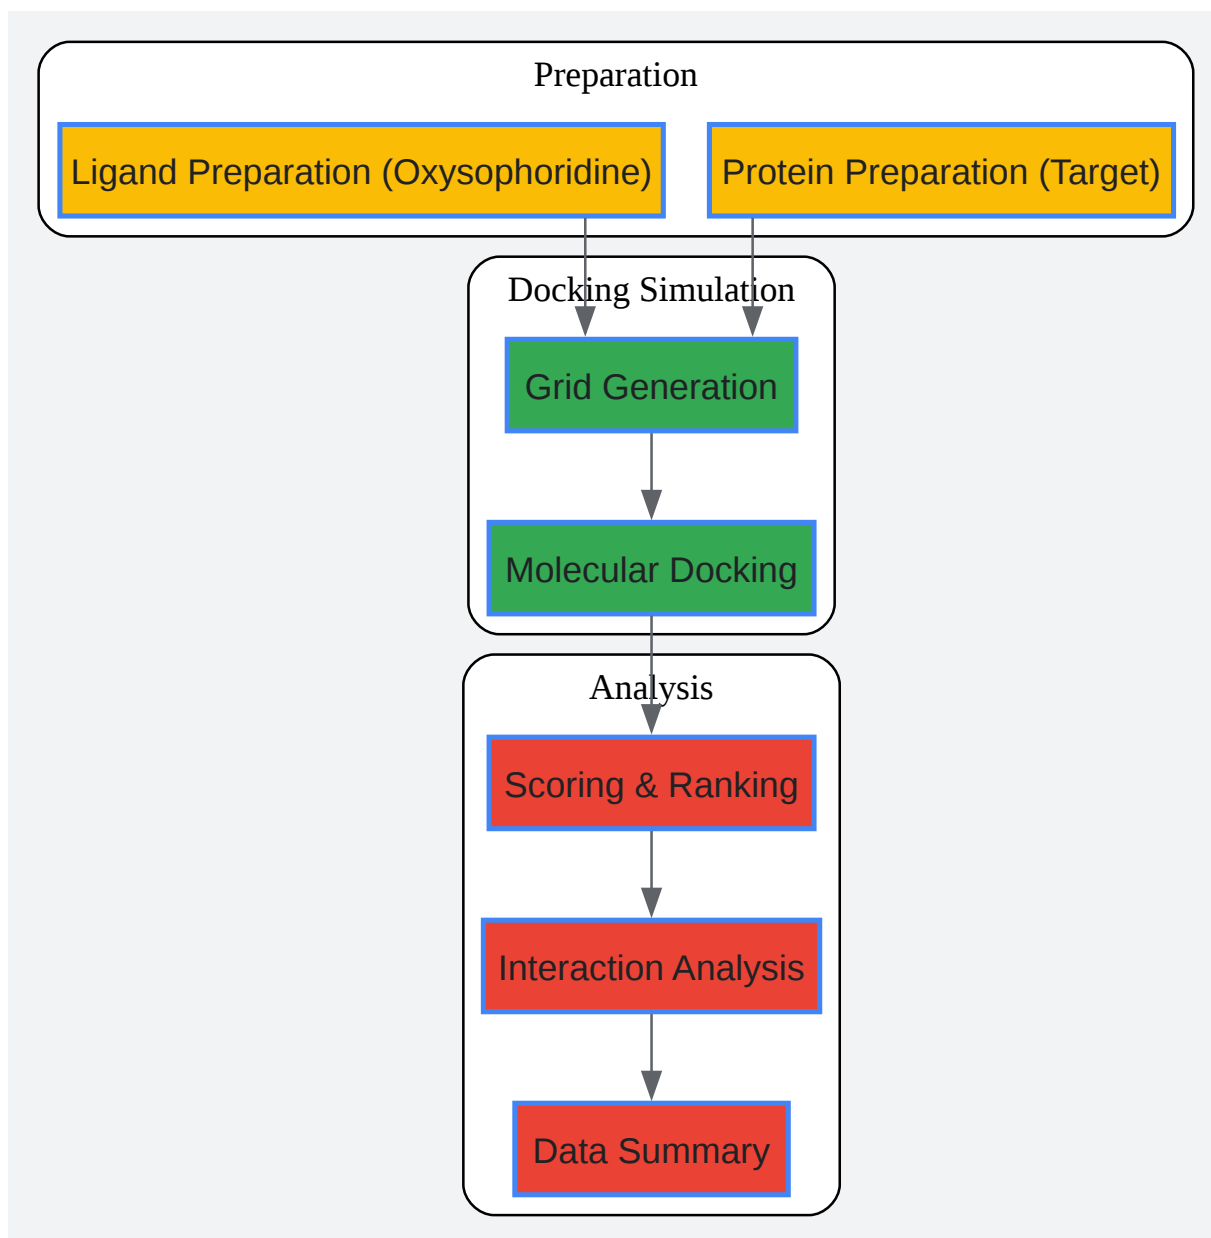 Preparation
Ligand Preparation (Oxysophoridine)
Protein Preparation (Target)
Docking Simulation
Grid Generation
Molecular Docking
Analysis
Scoring & Ranking
Interaction Analysis
Data Summary